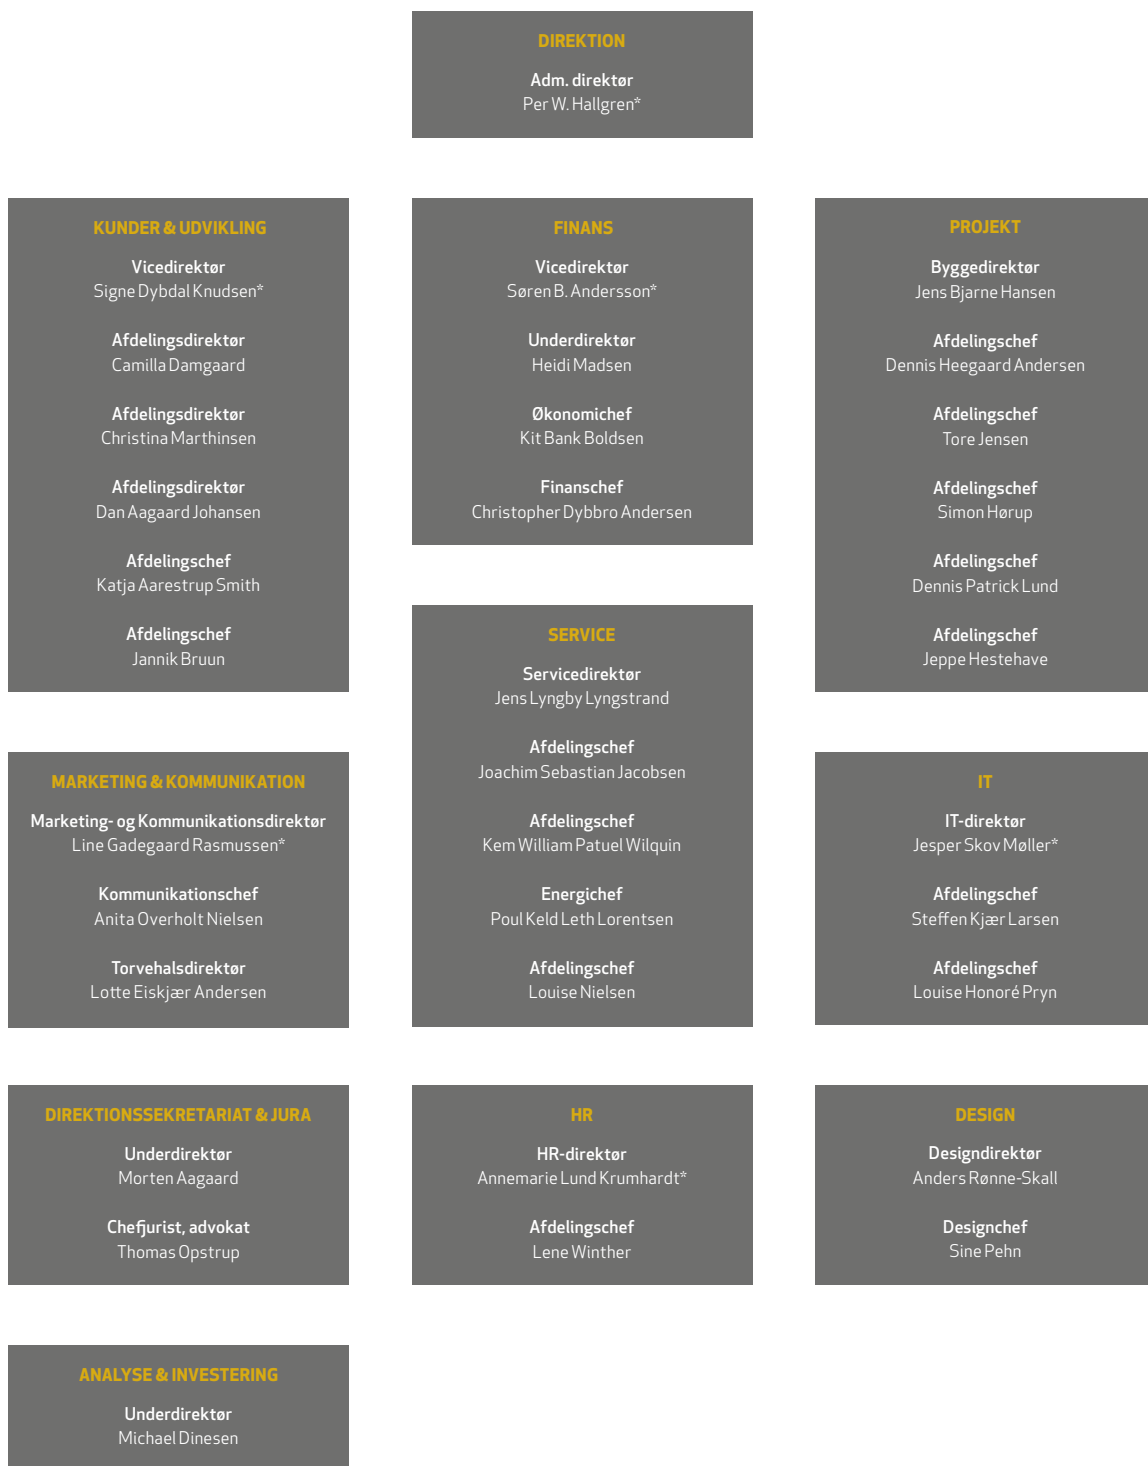 DIREKTION
Adm. direktør
Per W. Hallgren*
KUNDER & UDVIKLING
Vicedirektør
Signe Dybdal Knudsen*
Afdelingsdirektør
Camilla Damgaard
Afdelingsdirektør
Christina Marthinsen
Afdelingsdirektør
Dan Aagaard Johansen
Afdelingschef
Katja Aarestrup Smith
Afdelingschef
Jannik Bruun
FINANS
Vicedirektør
Søren B. Andersson*
Underdirektør
Heidi Madsen
Økonomichef
Kit Bank Boldsen
Finanschef
Christopher Dybbro Andersen
PROJEKT
Byggedirektør
Jens Bjarne Hansen
Afdelingschef
Dennis Heegaard Andersen
Afdelingschef
Tore Jensen
Afdelingschef
Simon Hørup
Afdelingschef
Dennis Patrick Lund
Afdelingschef
Jeppe Hestehave
SERVICE
Servicedirektør
Jens Lyngby Lyngstrand
Afdelingschef
Joachim Sebastian Jacobsen
Afdelingschef
Kem William Patuel Wilquin
Energichef
Poul Keld Leth Lorentsen
Afdelingschef
Louise Nielsen
MARKETING & KOMMUNIKATION
Marketing- og Kommunikationsdirektør
Line Gadegaard Rasmussen*
Kommunikationschef
Anita Overholt Nielsen
Torvehalsdirektør
Lotte Eiskjær Andersen
IT
IT-direktør
Jesper Skov Møller*
Afdelingschef
Steffen Kjær Larsen
Afdelingschef
Louise Honoré Pryn
DIREKTIONSSEKRETARIAT & JURA
Underdirektør
Morten Aagaard
Chefjurist, advokat
Thomas Opstrup
HR
HR-direktør
Annemarie Lund Krumhardt*
Afdelingschef
Lene Winther
DESIGN
Designdirektør
Anders Rønne-Skall
Designchef
Sine Pehn
ANALYSE & INVESTERING
Underdirektør
Michael Dinesen